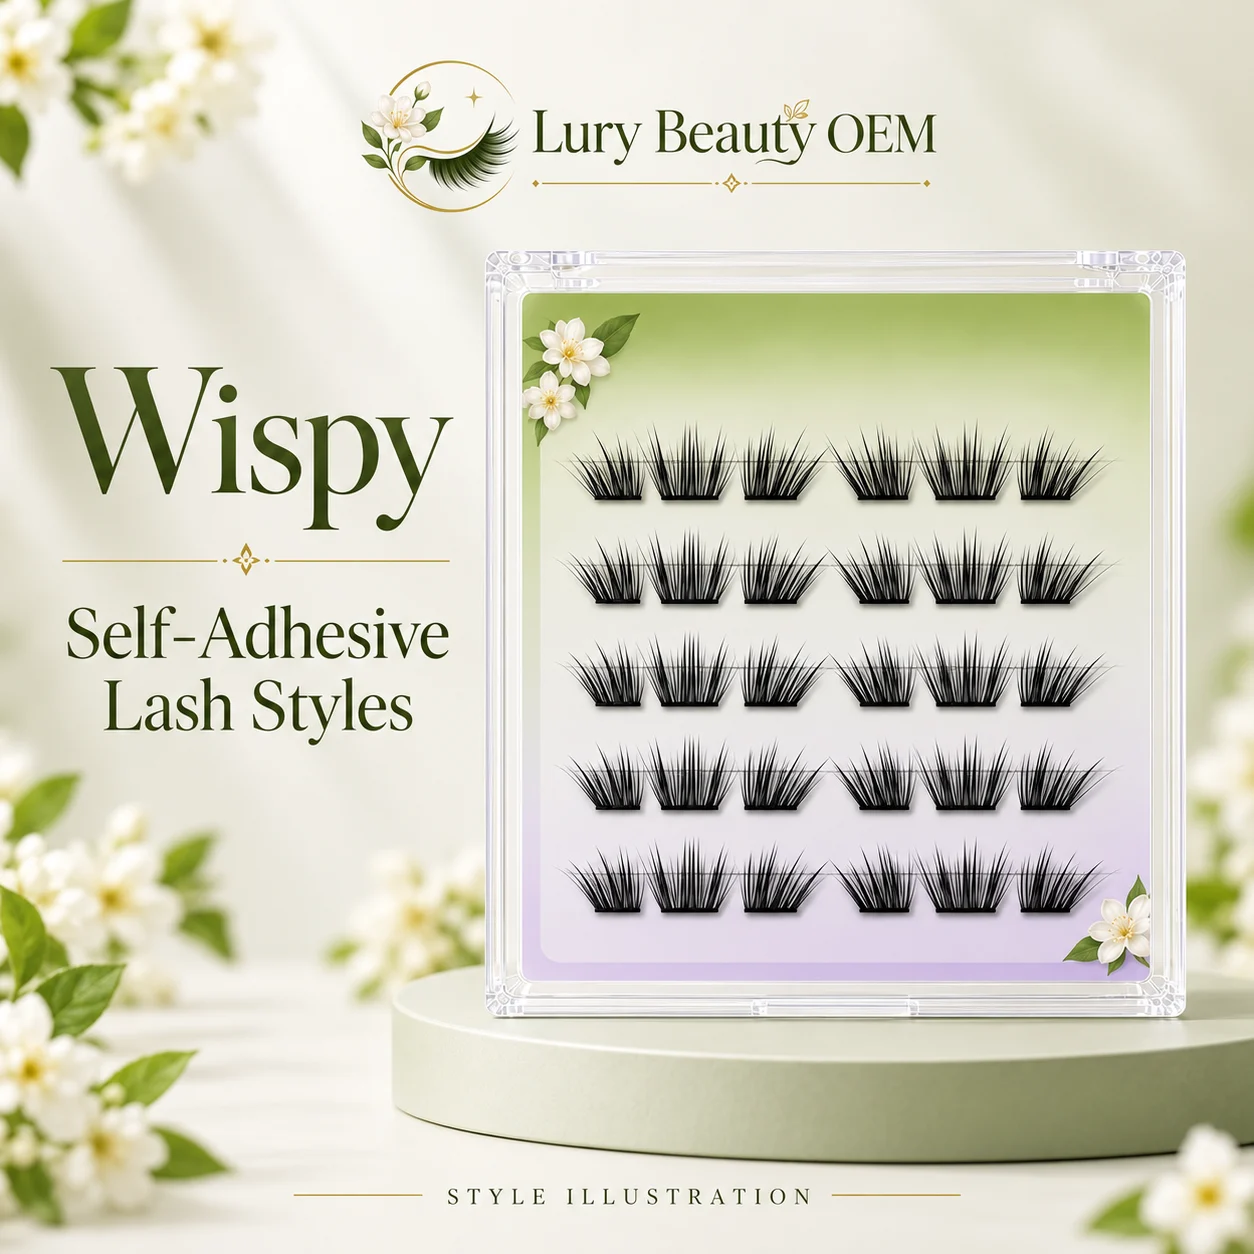 Lury Beauty OEM
Wispy
Self-Adhesive
Lash Styles
STYLE ILLUSTRATION